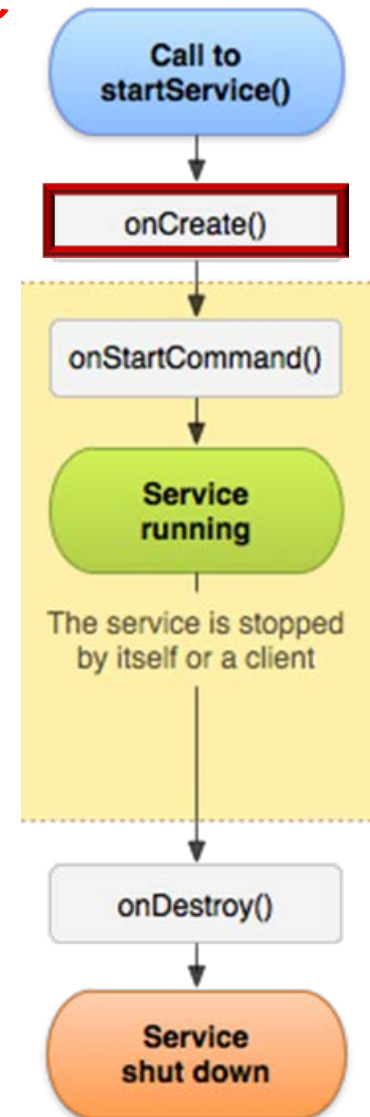 Call to
startService()
onCreate()
onStartCommand()
Service
running
The service is stopped
by itself or a client
onDestroy()
Service
shut down